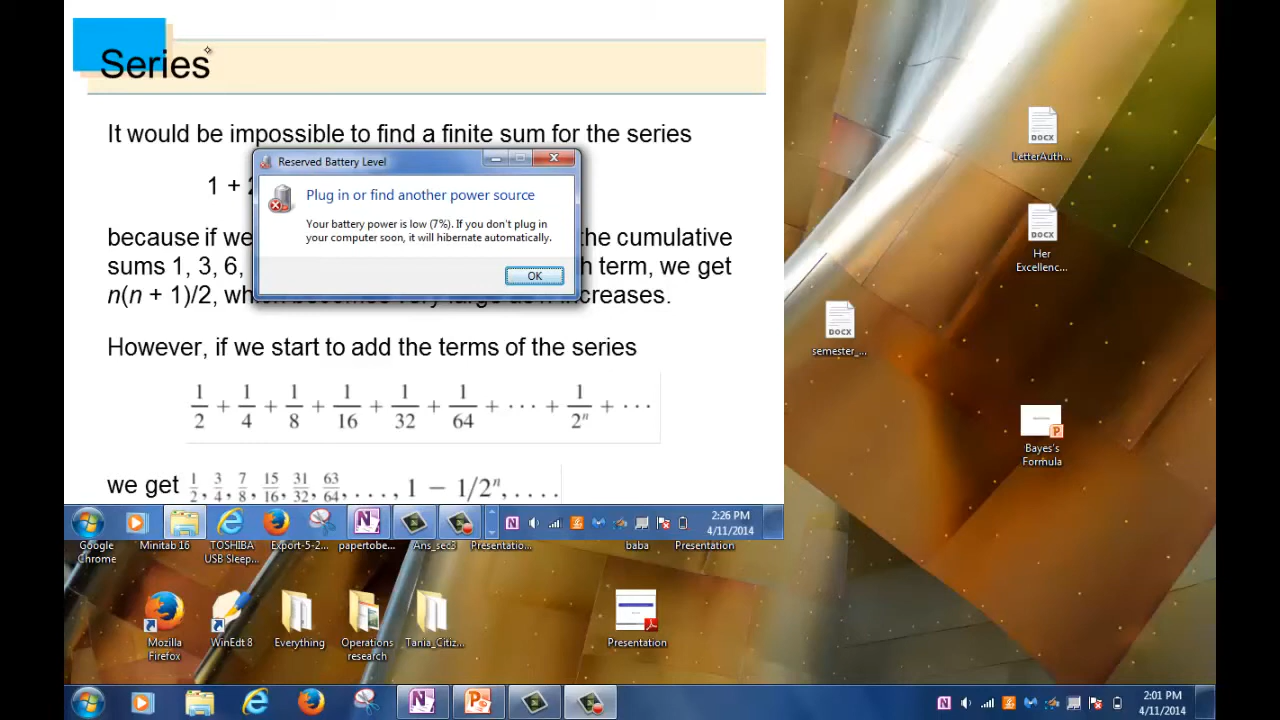 Series
It would be impossible to find a finite sum for the series
1 +
Reserved Battery Level
Plug in or find another power source
Your battery power is low (7%). If you don't plug in
your computer soon, it will hibernate automatically.
OK
because if we the cumulative
sums 1, 3, 6, term, we get
n(n + 1)/2, increases.
However, if we start to add the terms of the series
1/2 + 1/4 + 1/8 + 1/16 + 1/32 + 1/64 + ··· + 1/2ⁿ + ···
we get 1/2, 3/4, 7/8, 15/16, 31/32, 63/64, . . . , 1 − 1/2ⁿ, . . . .
2:26 PM
4/11/2014
DOCX
LetterAuth...
DOCX
Her
Excellenc...
DOCX
semester_...
Bayes's
Formula
Google
Chrome
Minitab 16
TOSHIBA
USB Sleep...
Export-5-2...
papertobe...
Ans_sec3
Presentatio...
baba
Presentation
Mozilla
Firefox
WinEdt 8
Everything
Operations
research
Tania_Citiz...
Presentation
2:01 PM
4/11/2014